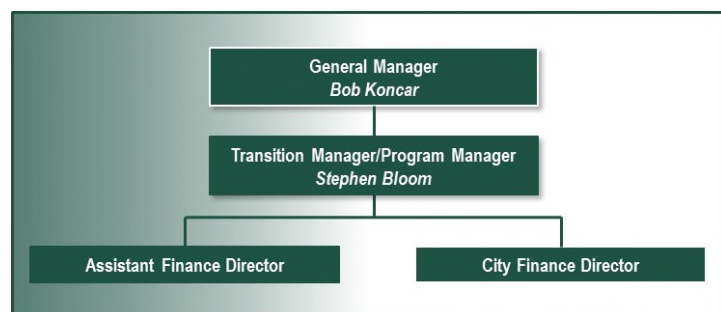 General Manager
Bob Koncar
Transition Manager/Program Manager
Stephen Bloom
Assistant Finance Director
City Finance Director